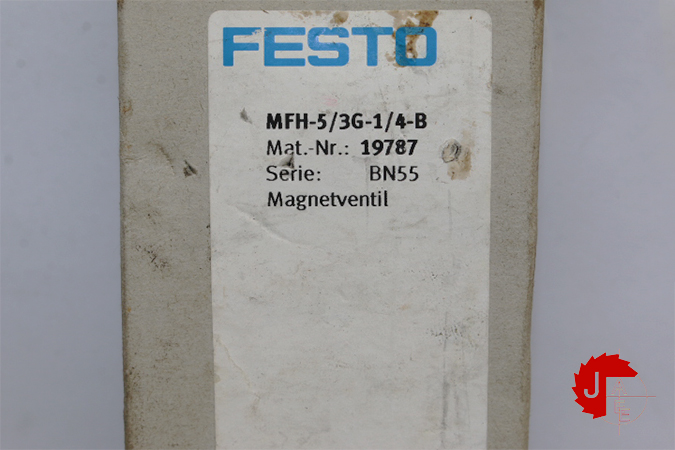 FESTO
MFH-5/3G-1/4-B
Mat.-Nr.: 19787
Serie: BN55
Magnetventil
J